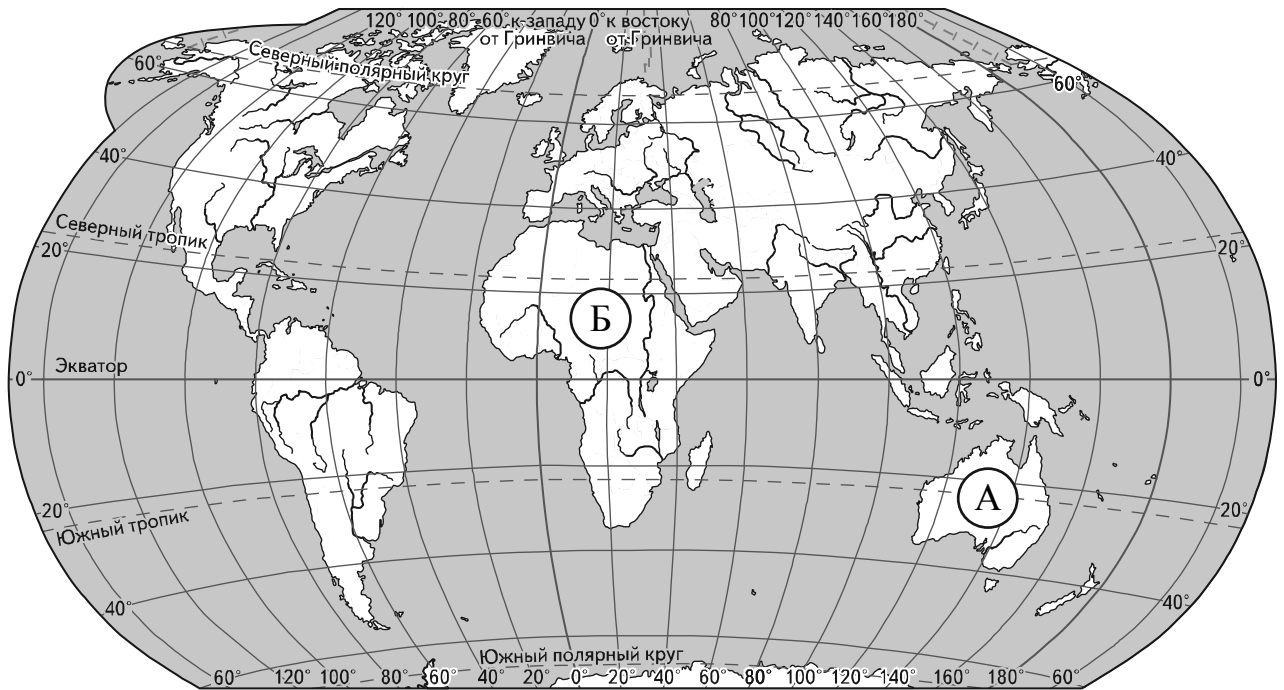 120° 100° 80° 60° к западу 0° к востоку 80° 100° 120° 140° 160° 180°
от Гринвича от Гринвича
Северный полярный круг
60° 60°
40° 40°
Северный тропик
20° 20°
Б
Экватор
0° 0°
А
20° 20°
Южный тропик
40° 40°
Южный полярный круг
60° 120° 100° 80° 60° 40° 20° 0° 20° 40° 60° 80° 100° 120° 140° 60°